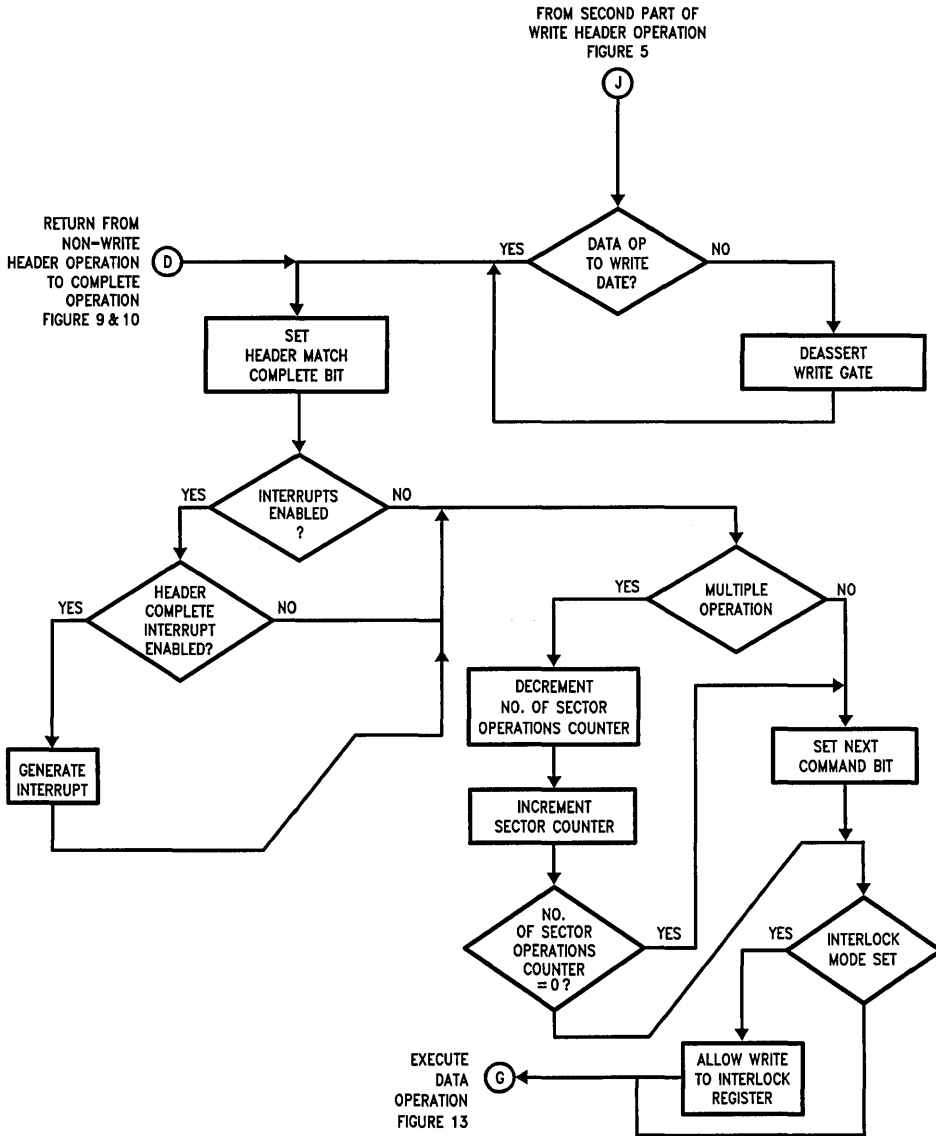 FROM SECOND PART OF
WRITE HEADER OPERATION
FIGURE 5
J
RETURN FROM
NON-WRITE
HEADER OPERATION
TO COMPLETE
OPERATION
FIGURE 9 & 10
D
YES
DATA OP
TO WRITE
DATE?
NO
SET
HEADER MATCH
COMPLETE BIT
DEASSERT
WRITE GATE
YES
INTERRUPTS
ENABLED
?
NO
YES
HEADER
COMPLETE
INTERRUPT
ENABLED?
NO
YES
MULTIPLE
OPERATION
NO
DECREMENT
NO. OF SECTOR
OPERATIONS COUNTER
SET NEXT
COMMAND BIT
GENERATE
INTERRUPT
INCREMENT
SECTOR COUNTER
NO.
OF SECTOR
OPERATIONS
COUNTER
=0?
YES
YES
INTERLOCK
MODE SET
ALLOW WRITE
TO INTERLOCK
REGISTER
EXECUTE
DATA
OPERATION
FIGURE 13
G